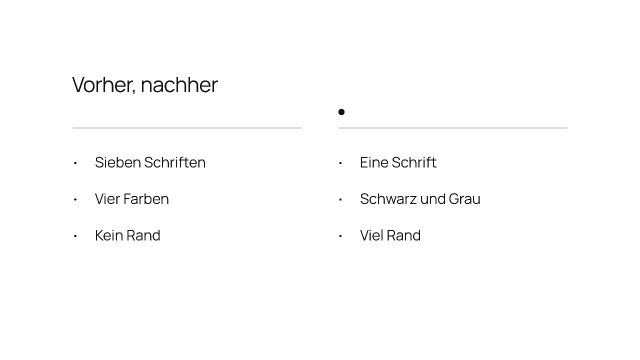 Vorher, nachher
•
• Sieben Schriften
• Vier Farben
• Kein Rand
• Eine Schrift
• Schwarz und Grau
• Viel Rand